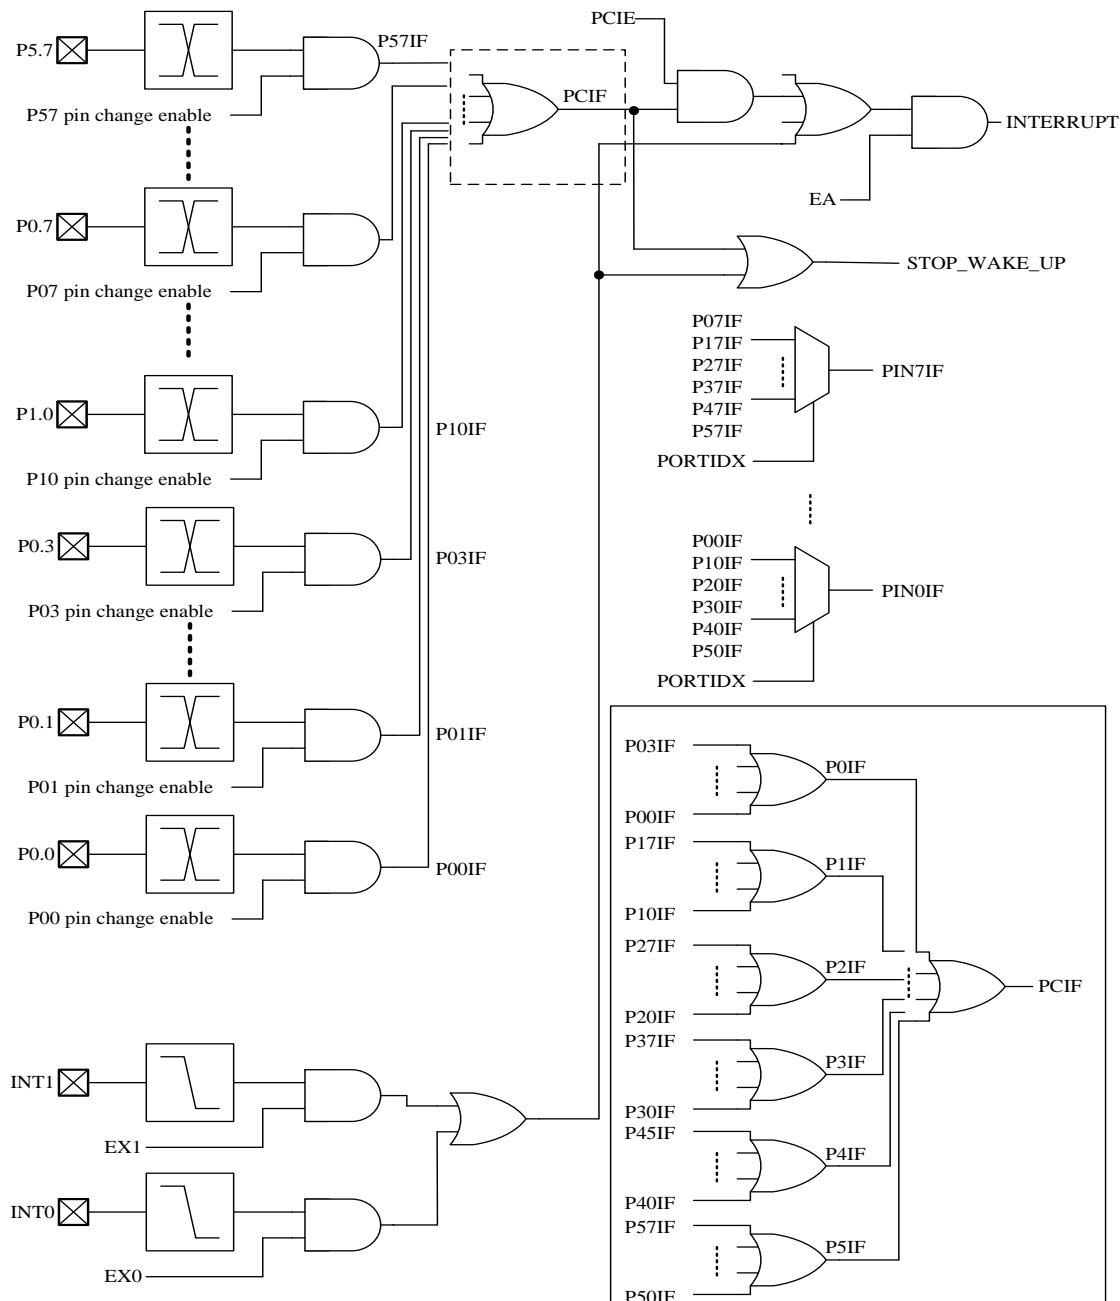 P5.7
P57 pin change enable
P57IF
PCIE
PCIF
INTERRUPT
EA
P0.7
P07 pin change enable
STOP_WAKE_UP
P07IF
P17IF
P27IF
P37IF
P47IF
P57IF
PIN7IF
PORTIDX
P1.0
P10 pin change enable
P10IF
P0.3
P03 pin change enable
P03IF
P00IF
P10IF
P20IF
P30IF
P40IF
P50IF
PIN0IF
PORTIDX
P0.1
P01 pin change enable
P01IF
P0.0
P00 pin change enable
P00IF
P03IF
P00IF
P0IF
P17IF
P10IF
P1IF
P27IF
P20IF
P2IF
P37IF
P30IF
P3IF
P45IF
P40IF
P4IF
P57IF
P50IF
P5IF
PCIF
INT1
EX1
INT0
EX0